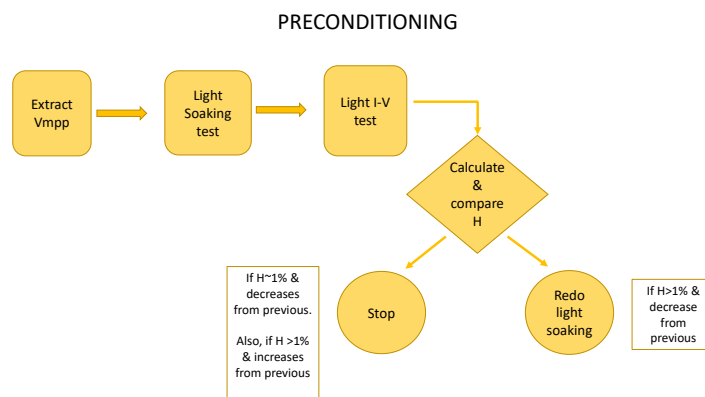 PRECONDITIONING
Extract
Vmpp
Light
Soaking
test
Light I-V
test
Calculate
&
compare
H
If H~1% &
decreases
from previous.
Also, if H >1%
& increases
from previous
Stop
Redo
light
soaking
If H>1% &
decrease
from
previous